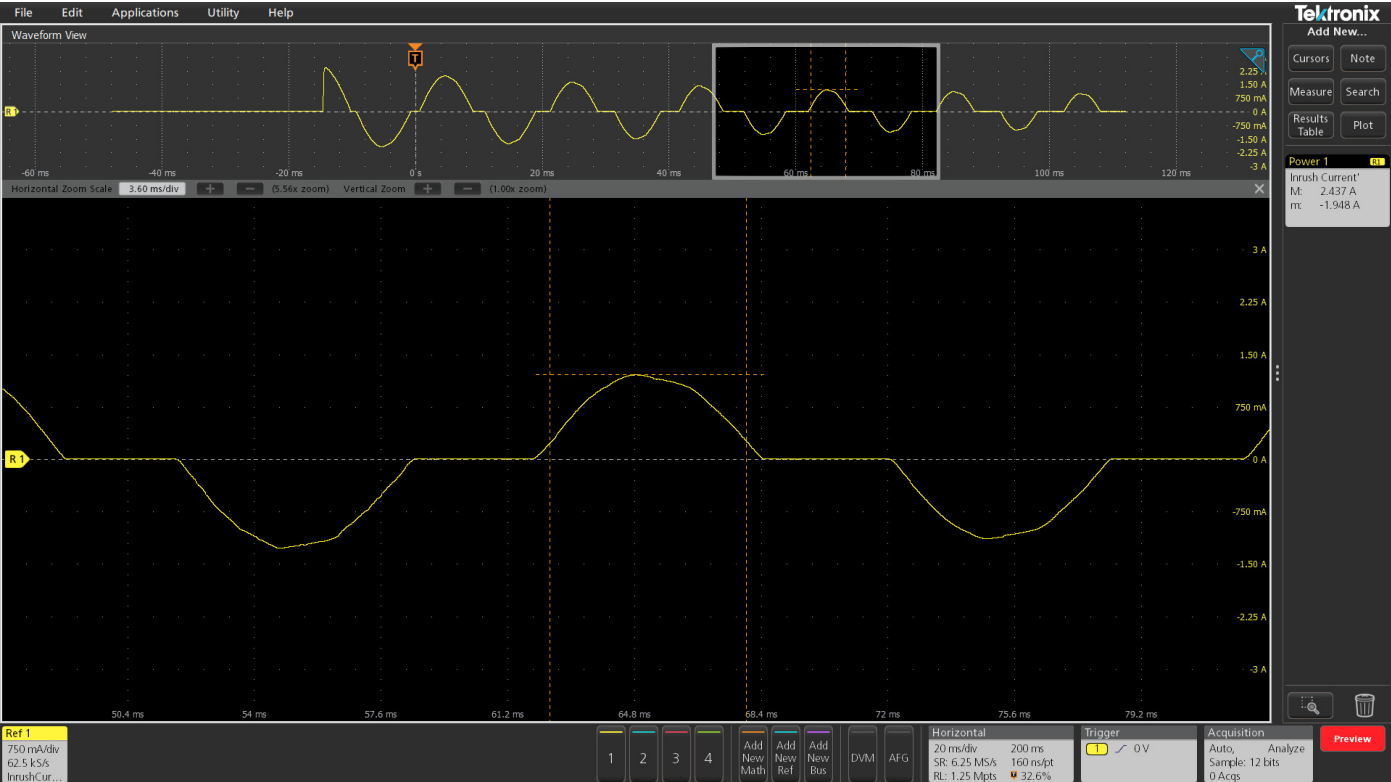 File Edit Applications Utility Help
Tektronix
Waveform View
Add New...
T
Cursors Note
2.25 A
1.50 A
Measure Search
750 mA
R1
0 A
Results Table Plot
-750 mA
-1.50 A
-2.25 A
-3 A
-60 ms -40 ms -20 ms 0 s 20 ms 40 ms 60 ms 80 ms 100 ms 120 ms
Horizontal Zoom Scale 3.60 ms/div + − (5.56x zoom) Vertical Zoom + − (1.00x zoom)
Power 1 R1
Inrush Current'
M: 2.437 A
m: -1.948 A
3 A
2.25 A
1.50 A
750 mA
R 1
0 A
-750 mA
-1.50 A
-2.25 A
-3 A
50.4 ms 54 ms 57.6 ms 61.2 ms 64.8 ms 68.4 ms 72 ms 75.6 ms 79.2 ms
Ref 1
750 mA/div
62.5 kS/s
InrushCur...
1 2 3 4
Add New Math
Add New Ref
Add New Bus
DVM AFG
Horizontal
20 ms/div 200 ms
SR: 6.25 MS/s 160 ns/pt
RL: 1.25 Mpts T 32.6%
Trigger
1 0 V
Acquisition
Auto, Analyze
Sample: 12 bits
0 Acqs
Preview